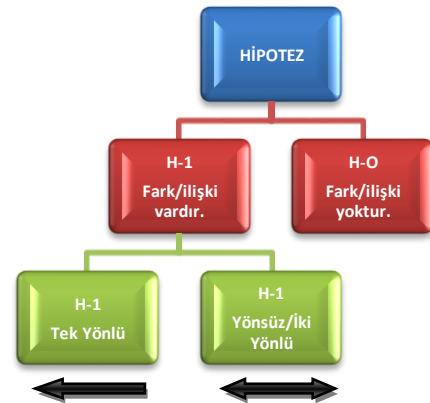 HİPOTEZ
H-1
Fark/ilişki
vardır.
H-O
Fark/ilişki
yoktur.
H-1
Tek Yönlü
H-1
Yönsüz/İki
Yönlü